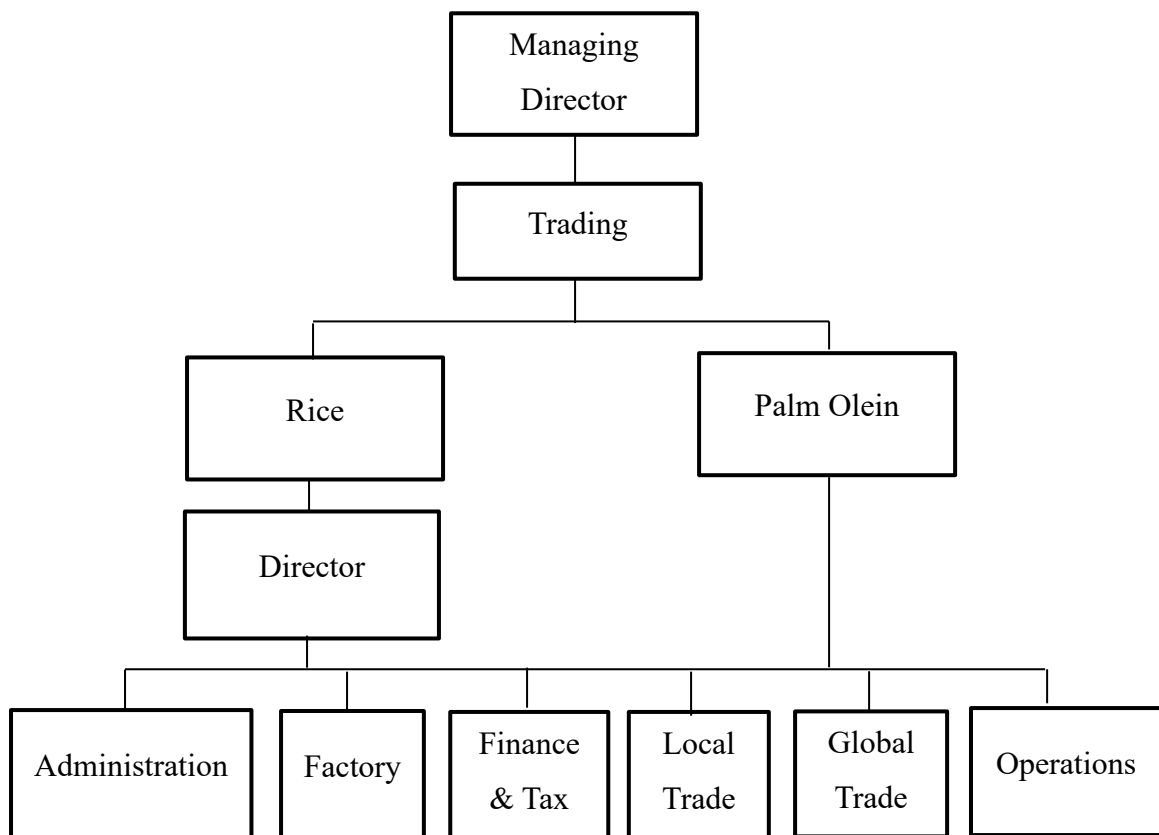 Managing
Director
Trading
Rice
Palm Olein
Director
Administration
Factory
Finance
& Tax
Local
Trade
Global
Trade
Operations